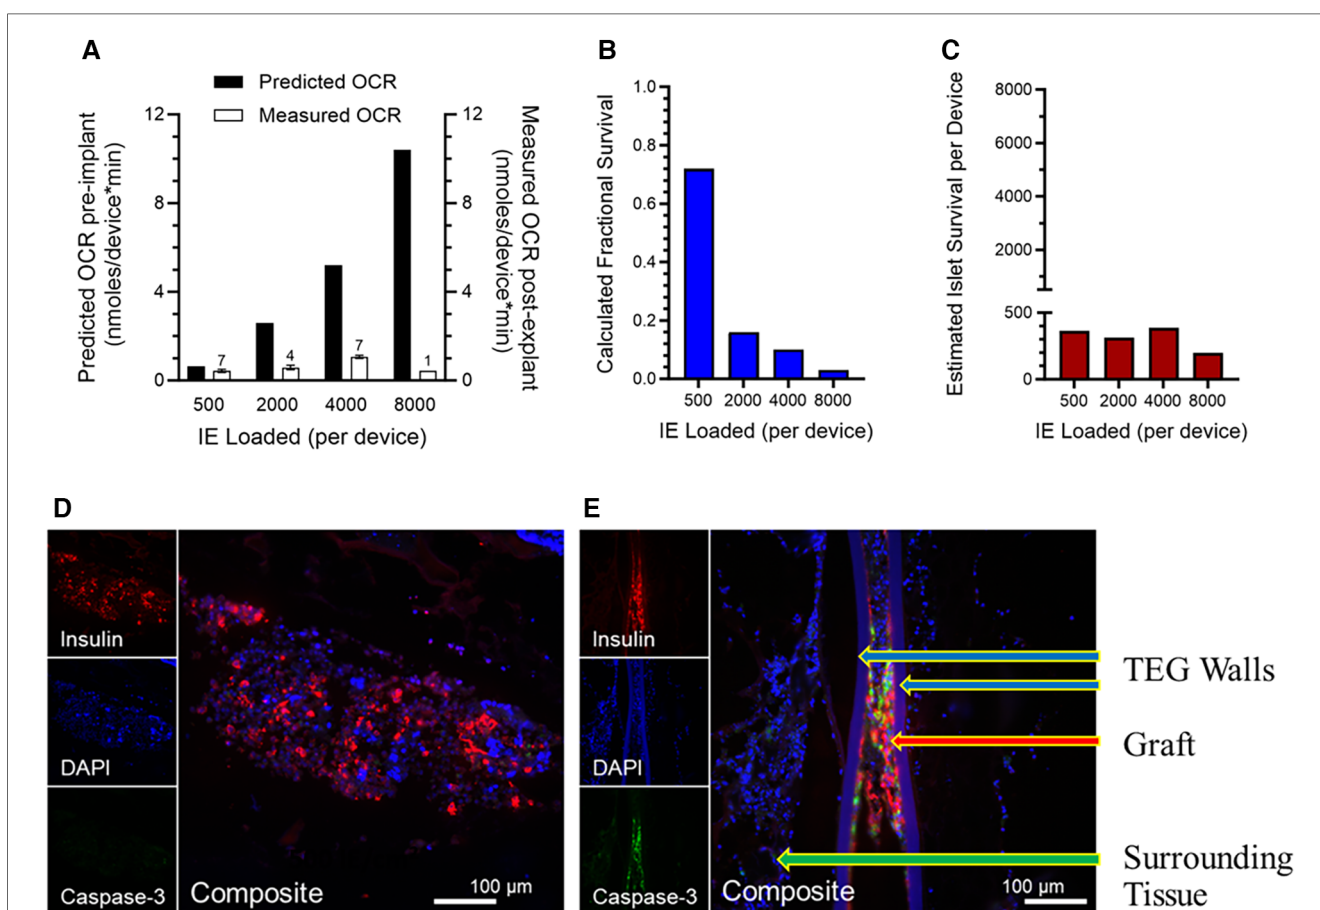 A
Predicted OCR
Measured OCR
Predicted OCR pre-implant
(nmoles/device*min)
12
8
4
0
7
4
7
1
12
8
4
0
Measured OCR post-explant
(nmoles/device*min)
500 2000 4000 8000
IE Loaded (per device)
B
Calculated Fractional Survival
1.0
0.8
0.6
0.4
0.2
0.0
500 2000 4000 8000
IE Loaded (per device)
C
Estimated Islet Survival per Device
8000
6000
4000
2000
500
0
500 2000 4000 8000
IE Loaded (per device)
D
Insulin
DAPI
Caspase-3
Composite
100 µm
E
Insulin
DAPI
Caspase-3
Composite
100 µm
TEG Walls
Graft
Surrounding
Tissue